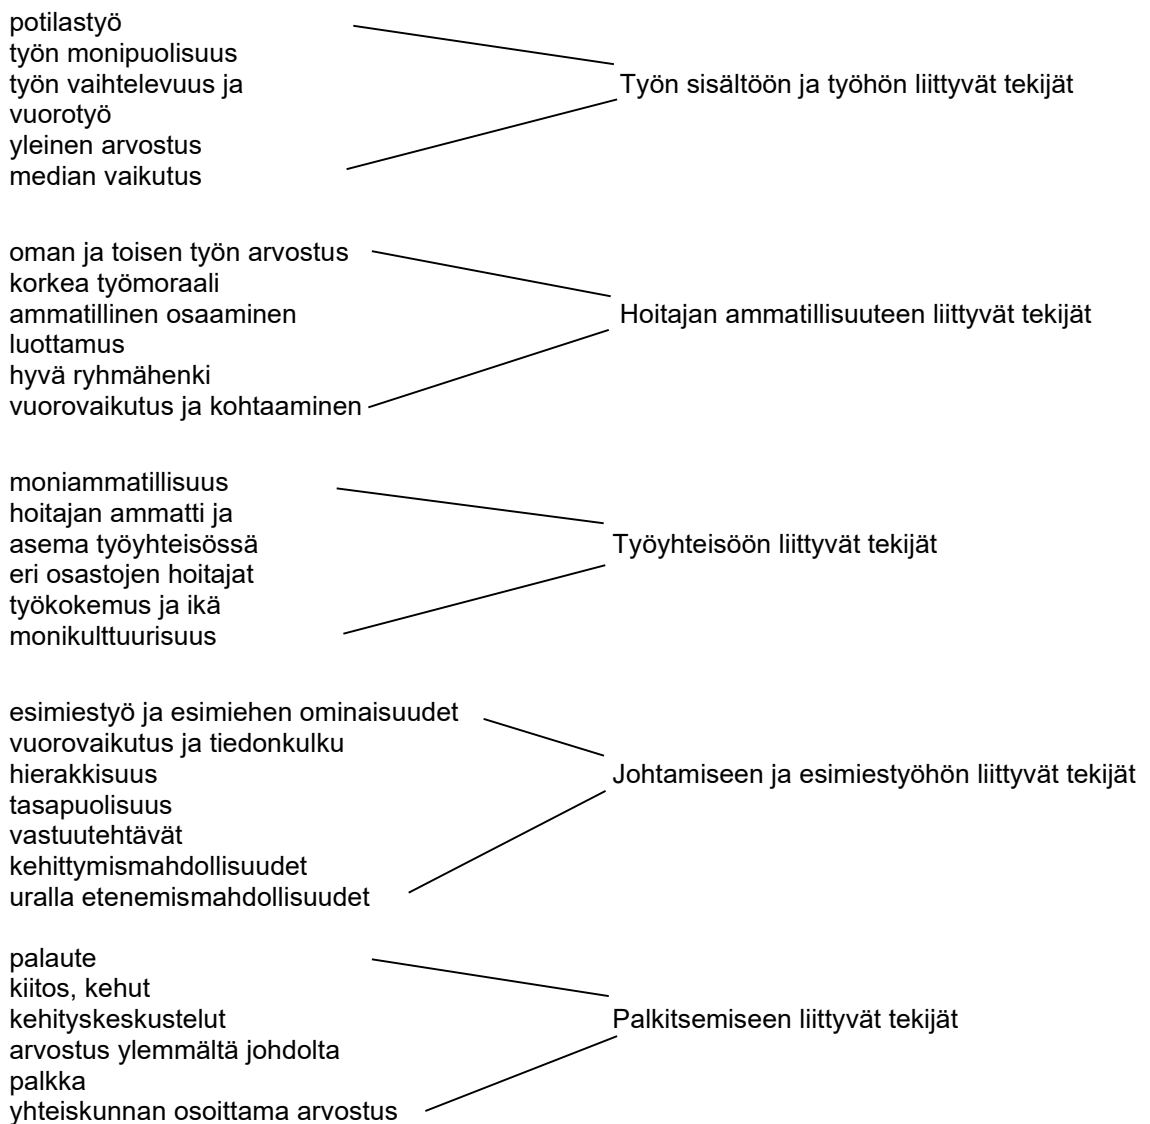 potilastyö
työn monipuolisuus
työn vaihtelevuus ja
Työn sisältöön ja työhön liittyvät tekijät
vuorotyö
yleinen arvostus
median vaikutus
oman ja toisen työn arvostus
korkea työmoraali
ammatillinen osaaminen
Hoitajan ammatillisuuteen liittyvät tekijät
luottamus
hyvä ryhmähenki
vuorovaikutus ja kohtaaminen
moniammatillisuus
hoitajan ammatti ja
asema työyhteisössä
Työyhteisöön liittyvät tekijät
eri osastojen hoitajat
työkokemus ja ikä
monikulttuurisuus
esimiestyö ja esimiehen ominaisuudet
vuorovaikutus ja tiedonkulku
hierakkisuus
Johtamiseen ja esimiestyöhön liittyvät tekijät
tasapuolisuus
vastuutehtävät
kehittymismahdollisuudet
uralla etenemismahdollisuudet
palaute
kiitos, kehut
kehityskeskustelut
Palkitsemiseen liittyvät tekijät
arvostus ylemmältä johdolta
palkka
yhteiskunnan osoittama arvostus